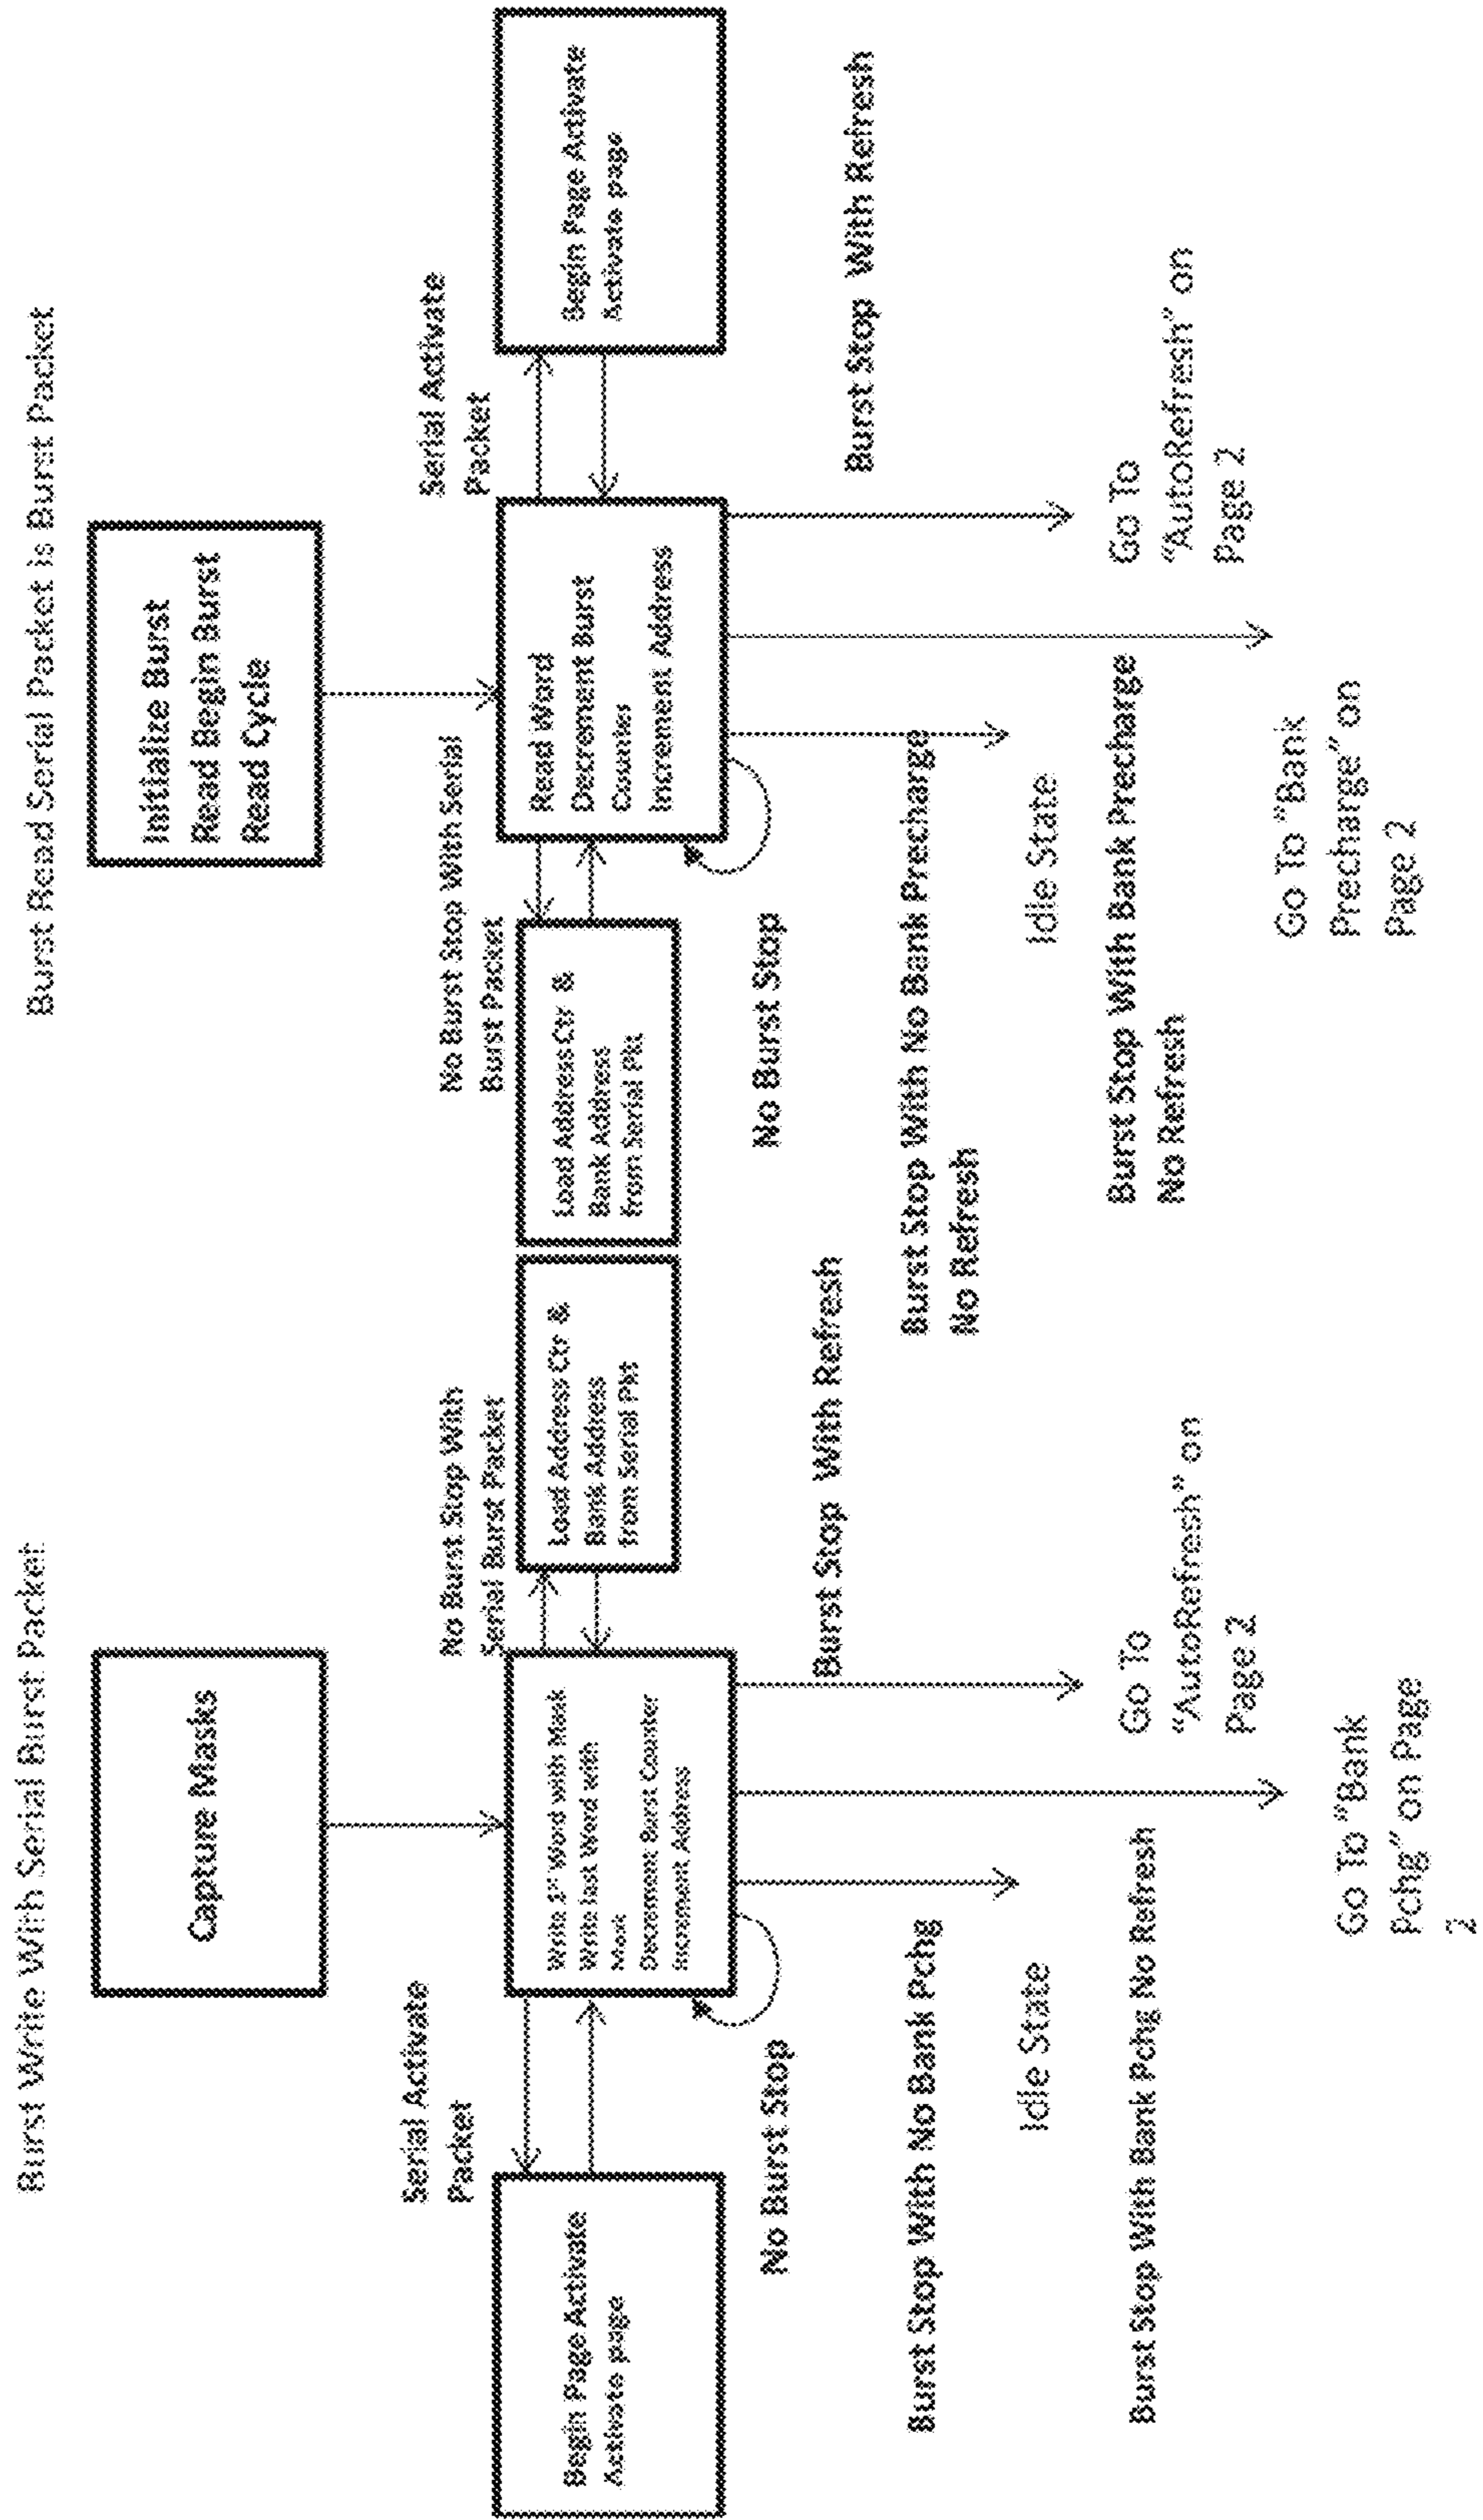 Burst Write With Serial Burst Packet
Capture Masks
Serial Activate
Packet
Begin Page Activate
Activate page
Write 1st Word with Mask
Write last Word with
Mask
Decrement Burst Counter
Increment Address
No Burst Stop With
Serial Burst Packet
Load Address Ctr &
Bank Address
from Serial Pkt
No Burst Stop
Burst Stop With Refresh
Burst Stop With No Bank Pchg
Idle State
Burst Stop With Bank Pchg No Refresh
Go To
"AutoRefresh" on
Page 2
Go To "Bank
Pchg" on Page
2
Burst Read Serial Packet is Burst Packet
Initialize Burst
Read Begin Burst
Read Cycle
No Burst Stop With Serial
Burst Packet
Load Address Ctr &
Bank Address
from Serial Pkt
Read Word
Decrement Burst
Counter
Increment Address
Serial Activate
Packet
Begin Page Activate
Activate page
No Burst Stop
Burst Stop With Refresh
Burst Stop With No Bank Precharge
No Refresh
Idle State
Burst Stop With Bank Precharge
No Refresh
Go To
"AutoRefresh" on
Page 2
Go To "Bank
Precharge" on
Page 2